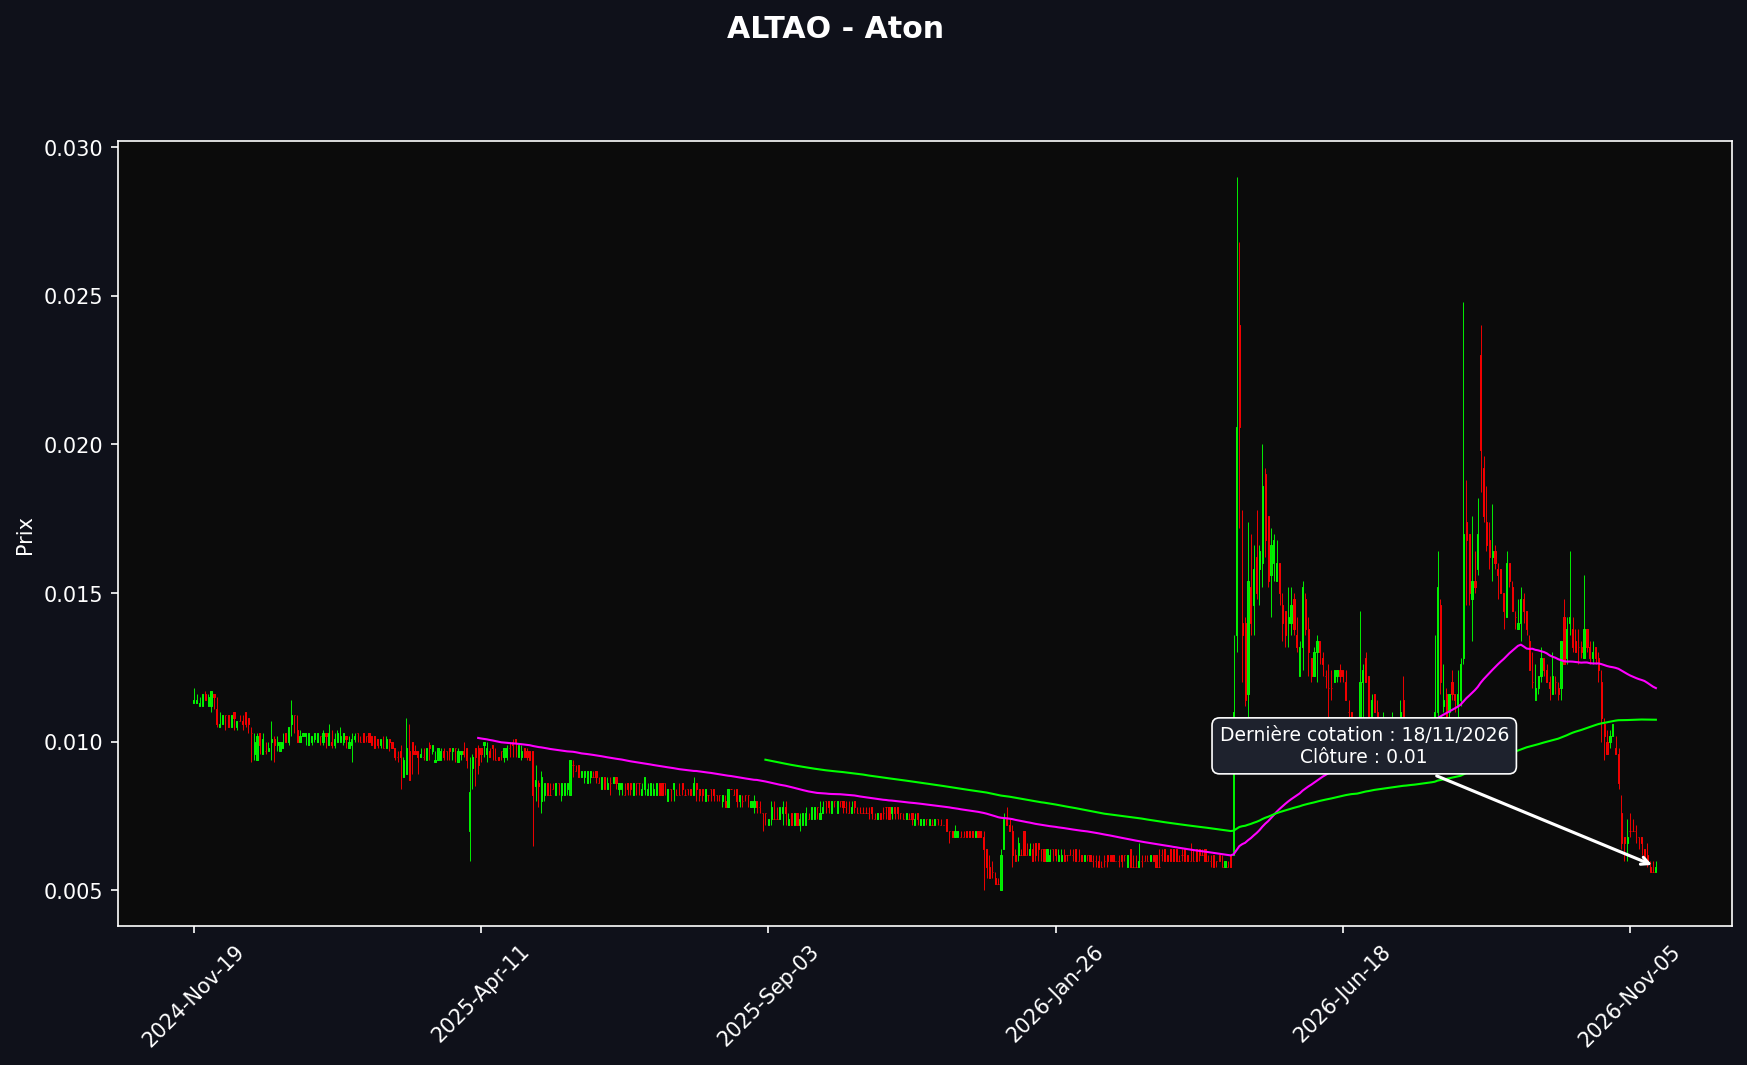 ALTAO - Aton
Prix
0.030
0.025
0.020
0.015
0.010
0.005
Dernière cotation : 18/11/2026
Clôture : 0.01
2024-Nov-19
2025-Apr-11
2025-Sep-03
2026-Jan-26
2026-Jun-18
2026-Nov-05